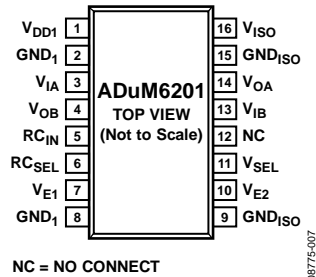 VDD1 1 16 VISO
GND1 2 15 GNDISO
VIA 3 ADuM6201 14 VOA
VOB 4 TOP VIEW 13 VIB
RCIN 5 (Not to Scale) 12 NC
RCSEL 6 11 VSEL
VE1 7 10 VE2
GND1 8 9 GNDISO
NC = NO CONNECT
08775-007